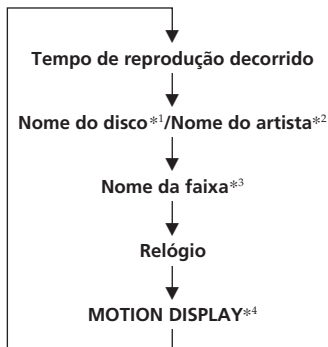 Tempo de reprodução decorrido
Nome do disco*1/Nome do artista*2
Nome da faixa*3
Relógio
MOTION DISPLAY*4